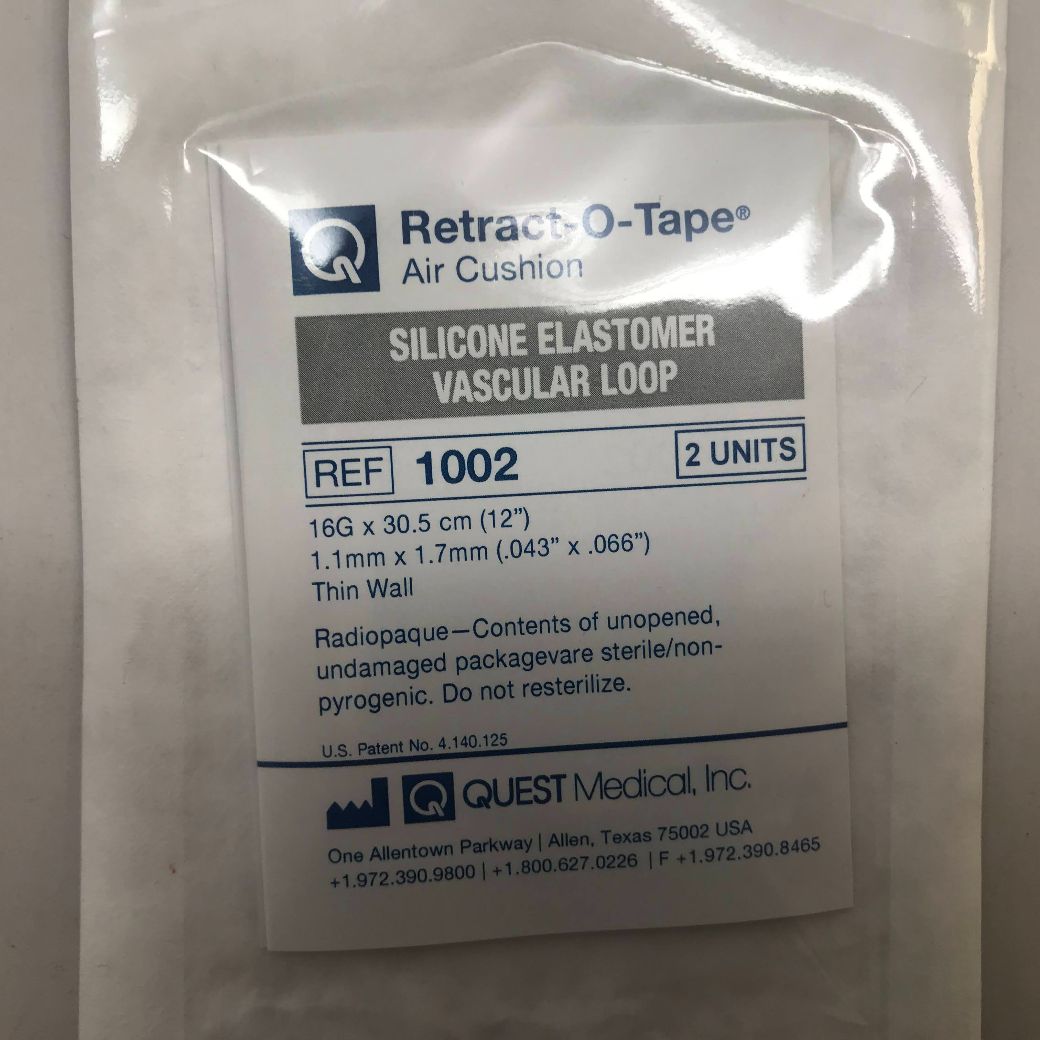 Retract-O-Tape®
Air Cushion
SILICONE ELASTOMER
VASCULAR LOOP
REF 1002 2 UNITS
16G x 30.5 cm (12”)
1.1mm x 1.7mm (.043” x .066”)
Thin Wall
Radiopaque—Contents of unopened,
undamaged packagevare sterile/non-
pyrogenic. Do not resterilize.
U.S. Patent No. 4.140.125
Q QUEST Medical, Inc.
One Allentown Parkway | Allen, Texas 75002 USA
+1.972.390.9800 | +1.800.627.0226 | F +1.972.390.8465